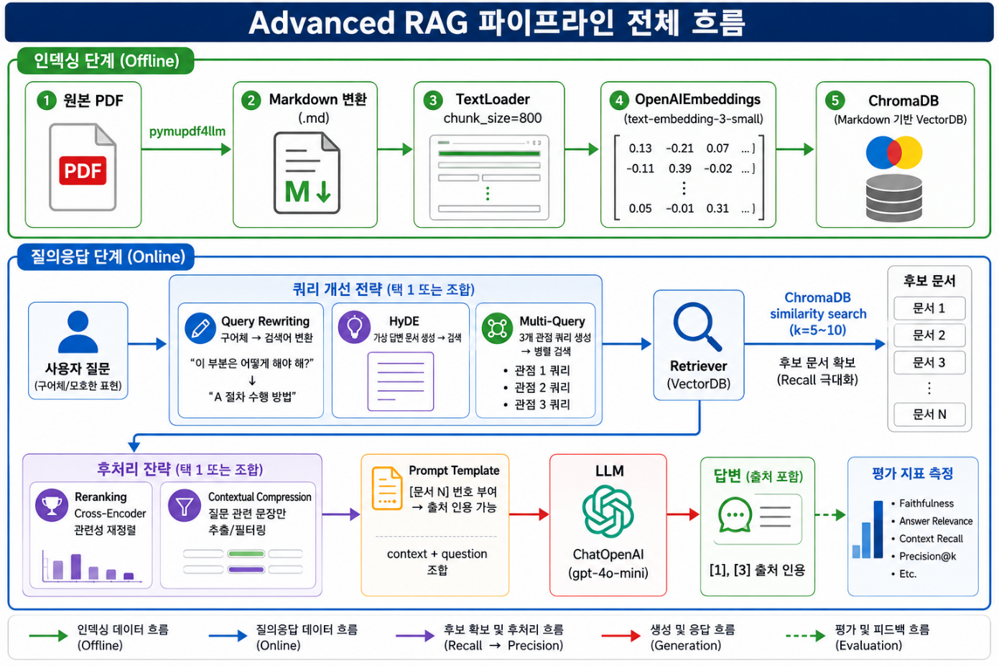 Advanced RAG 파이프라인 전체 흐름
인덱싱 단계 (Offline)
1 원본 PDF
PDF
pymupdf4llm
2 Markdown 변환
(.md)
M
3 TextLoader
chunk_size=800
4 OpenAIEmbeddings
(text-embedding-3-small)
0.13 -0.21 0.07 ... ]
-0.11 0.39 -0.02 ... ]
⋮
0.05 -0.01 0.31 ... ]
5 ChromaDB
(Markdown 기반 VectorDB)
질의응답 단계 (Online)
사용자 질문
(구어체/모호한 표현)
쿼리 개선 전략 (택 1 또는 조합)
Query Rewriting
구어체 → 검색어 변환
“이 부분은 어떻게 해야 해?”
↓
“A 절차 수행 방법”
HyDE
가상 답변 문서 생성 → 검색
Multi-Query
3개 관점 쿼리 생성
→ 병렬 검색
• 관점 1 쿼리
• 관점 2 쿼리
• 관점 3 쿼리
Retriever
(VectorDB)
ChromaDB
similarity search
(k=5~10)
후보 문서 확보
(Recall 극대화)
후보 문서
문서 1
문서 2
문서 3
⋮
문서 N
후처리 잔략 (택 1 또는 조합)
Reranking
Cross-Encoder
관련성 재정렬
Contextual Compression
질문 관련 문장만
추출/필터링
Prompt Template
[문서 N] 번호 부여
→ 출처 인용 가능
context + question
조합
LLM
ChatOpenAI
(gpt-4o-mini)
답변 (출처 포함)
[1], [3] 출처 인용
평가 지표 측정
• Faithfulness
• Answer Relevance
• Context Recall
• Precision@k
• Etc.
인덱싱 데이터 흐름
(Offline)
질의응답 데이터 흐름
(Online)
후보 확보 및 후처리 흐름
(Recall → Precision)
생성 및 응답 흐름
(Generation)
평가 및 피드백 흐름
(Evaluation)